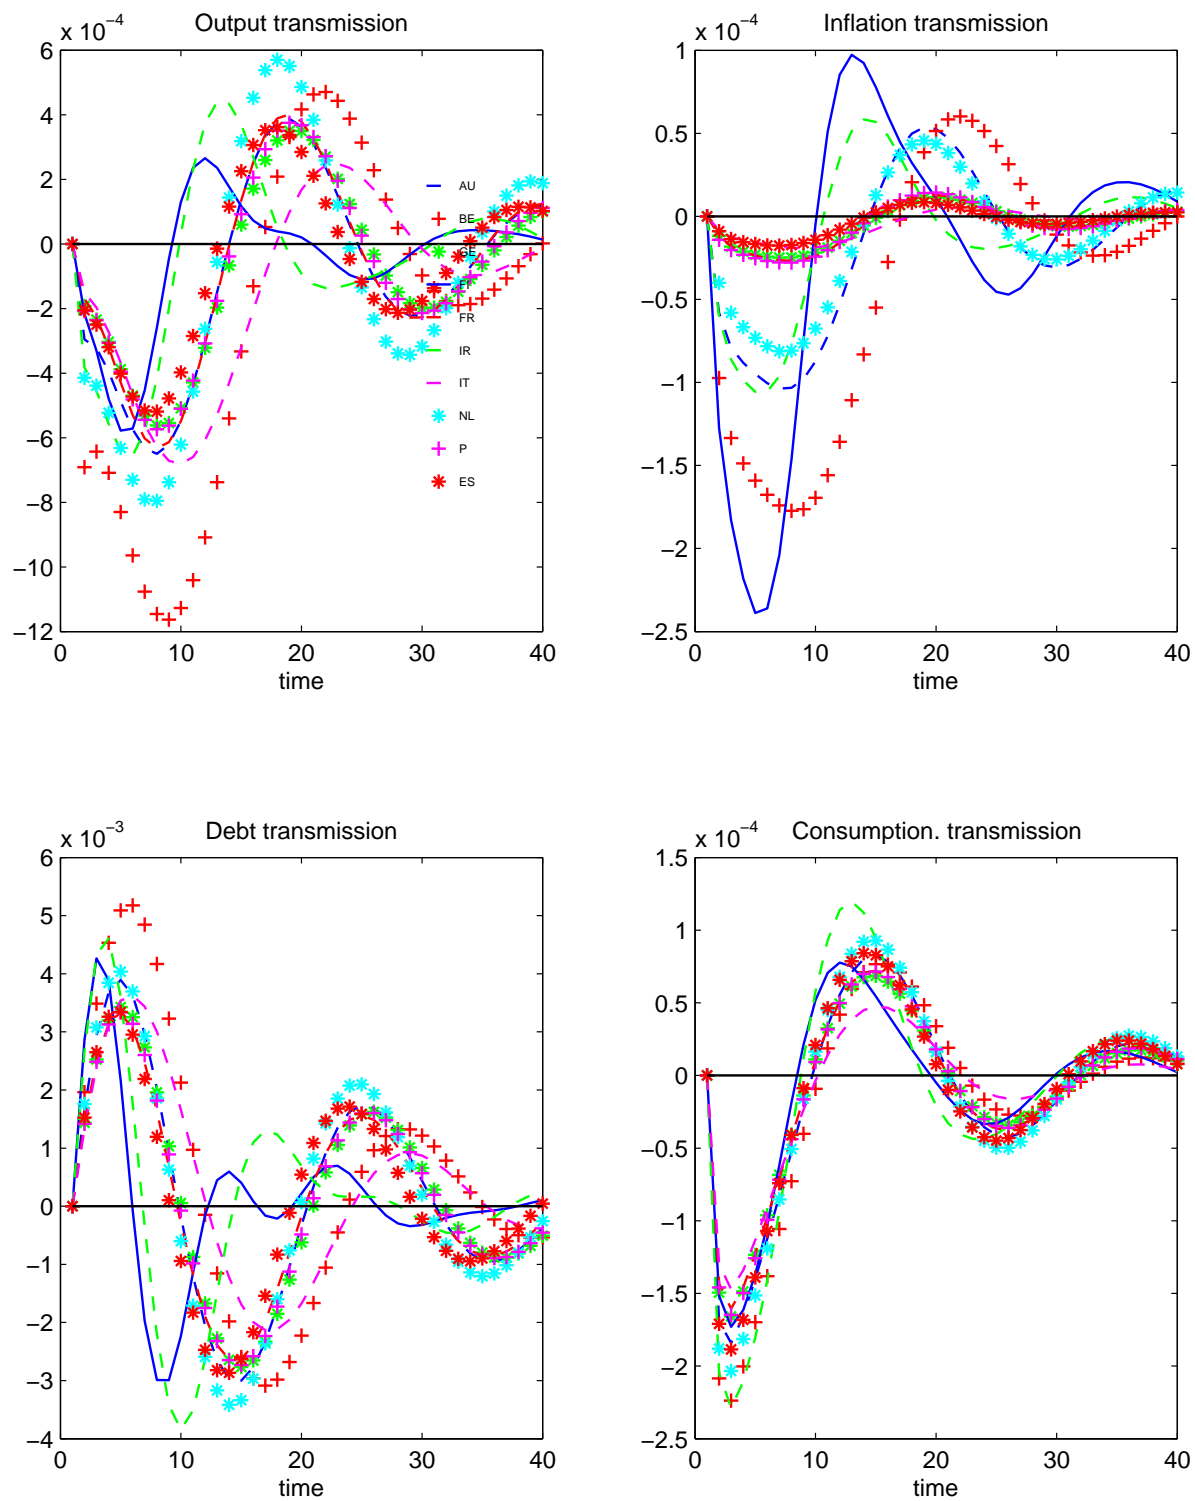 Output transmission
x 10−4
6
4
2
0
−2
−4
−6
−8
−10
−12
0 10 20 30 40
time
AU
BE
GE
FR
IR
IT
NL
P
ES
Inflation transmission
x 10−4
1
0.5
0
−0.5
−1
−1.5
−2
−2.5
0 10 20 30 40
time
Debt transmission
x 10−3
6
5
4
3
2
1
0
−1
−2
−3
−4
0 10 20 30 40
time
Consumption. transmission
x 10−4
1.5
1
0.5
0
−0.5
−1
−1.5
−2
−2.5
0 10 20 30 40
time